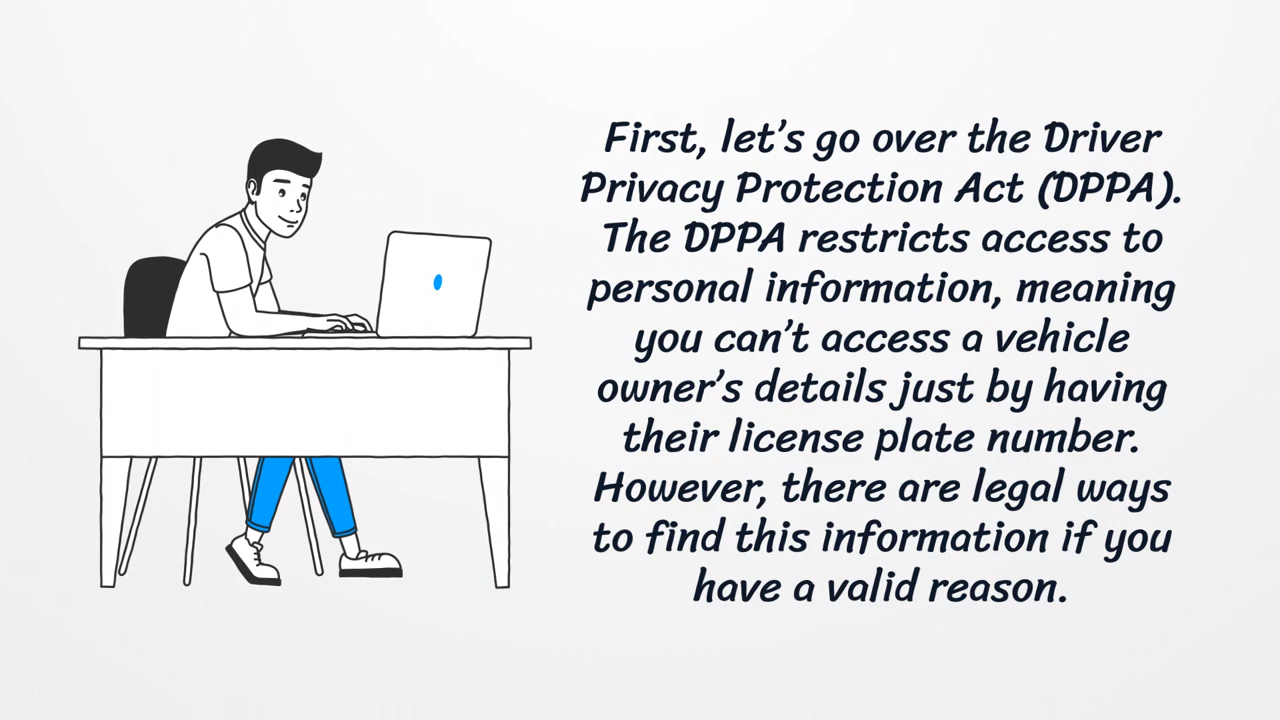 First, let's go over the Driver
Privacy Protection Act (DPPA).
The DPPA restricts access to
personal information, meaning
you can't access a vehicle
owner's details just by having
their license plate number.
However, there are legal ways
to find this information if you
have a valid reason.